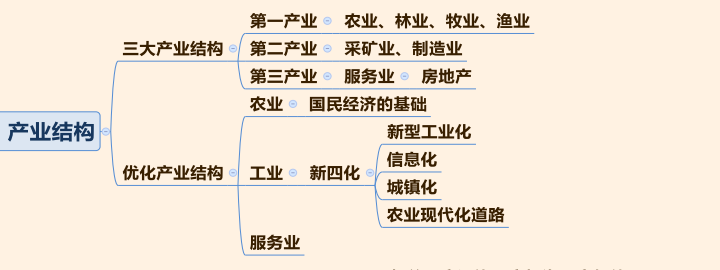 产业结构
三大产业结构
第一产业
农业、林业、牧业、渔业
第二产业
采矿业、制造业
第三产业
服务业
房地产
优化产业结构
农业
国民经济的基础
工业
新四化
新型工业化
信息化
城镇化
农业现代化道路
服务业